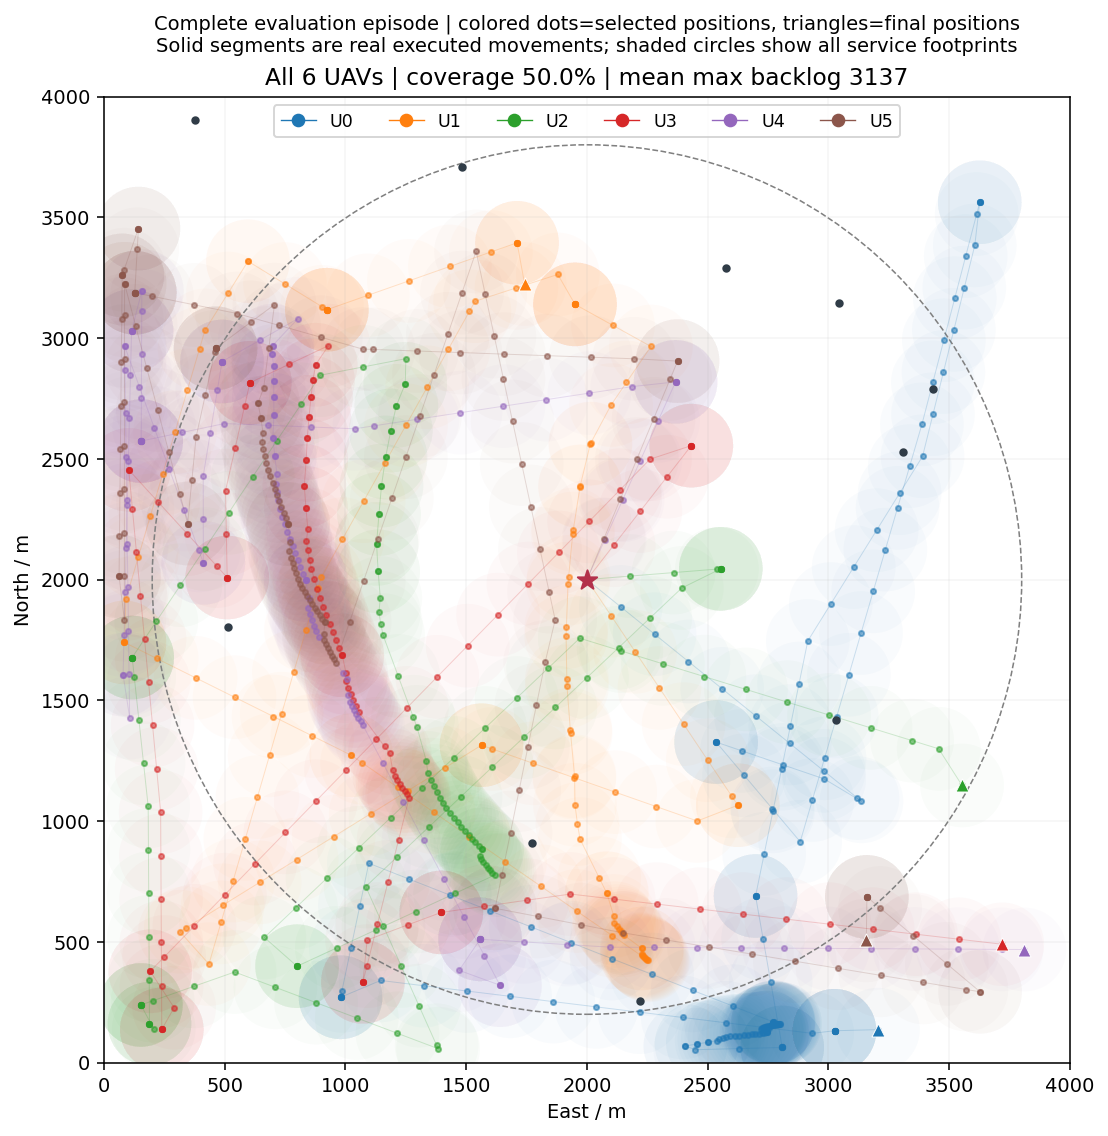 Complete evaluation episode | colored dots=selected positions, triangles=final positions
Solid segments are real executed movements; shaded circles show all service footprints
All 6 UAVs | coverage 50.0% | mean max backlog 3137
U0 U1 U2 U3 U4 U5
4000
3500
3000
2500
2000
1500
1000
500
0
North / m
0 500 1000 1500 2000 2500 3000 3500 4000
East / m